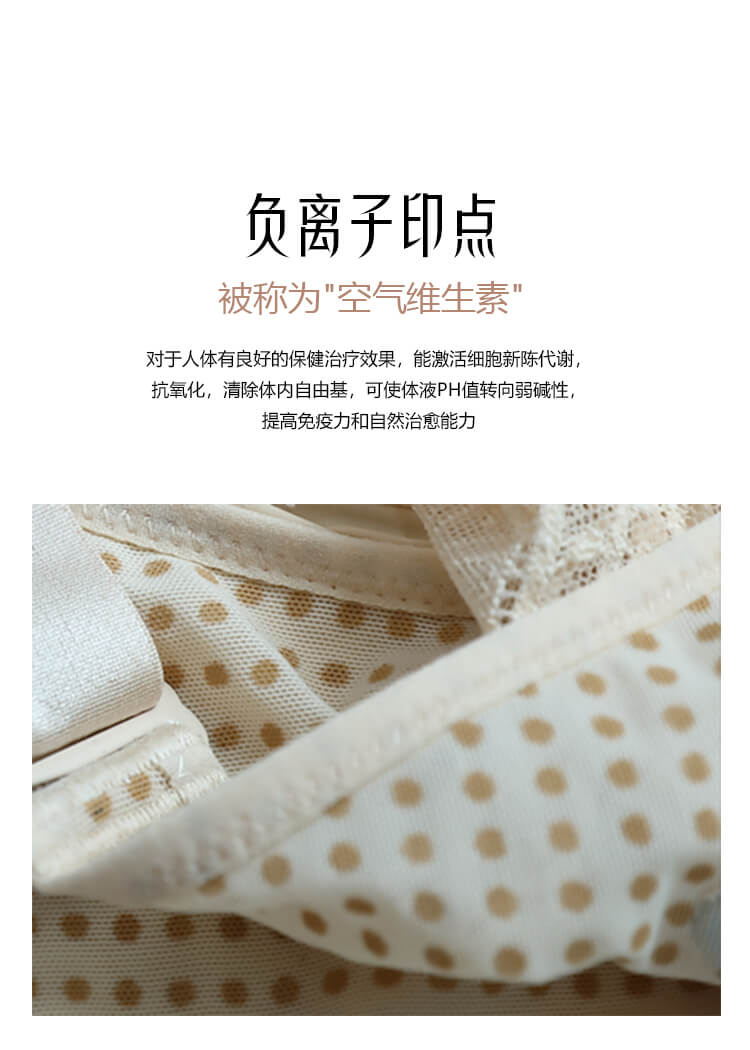 负离子印点
被称为"空气维生素"
对于人体有良好的保健治疗效果，能激活细胞新陈代谢，
抗氧化，清除体内自由基，可使体液PH值转向弱碱性，
提高免疫力和自然治愈能力